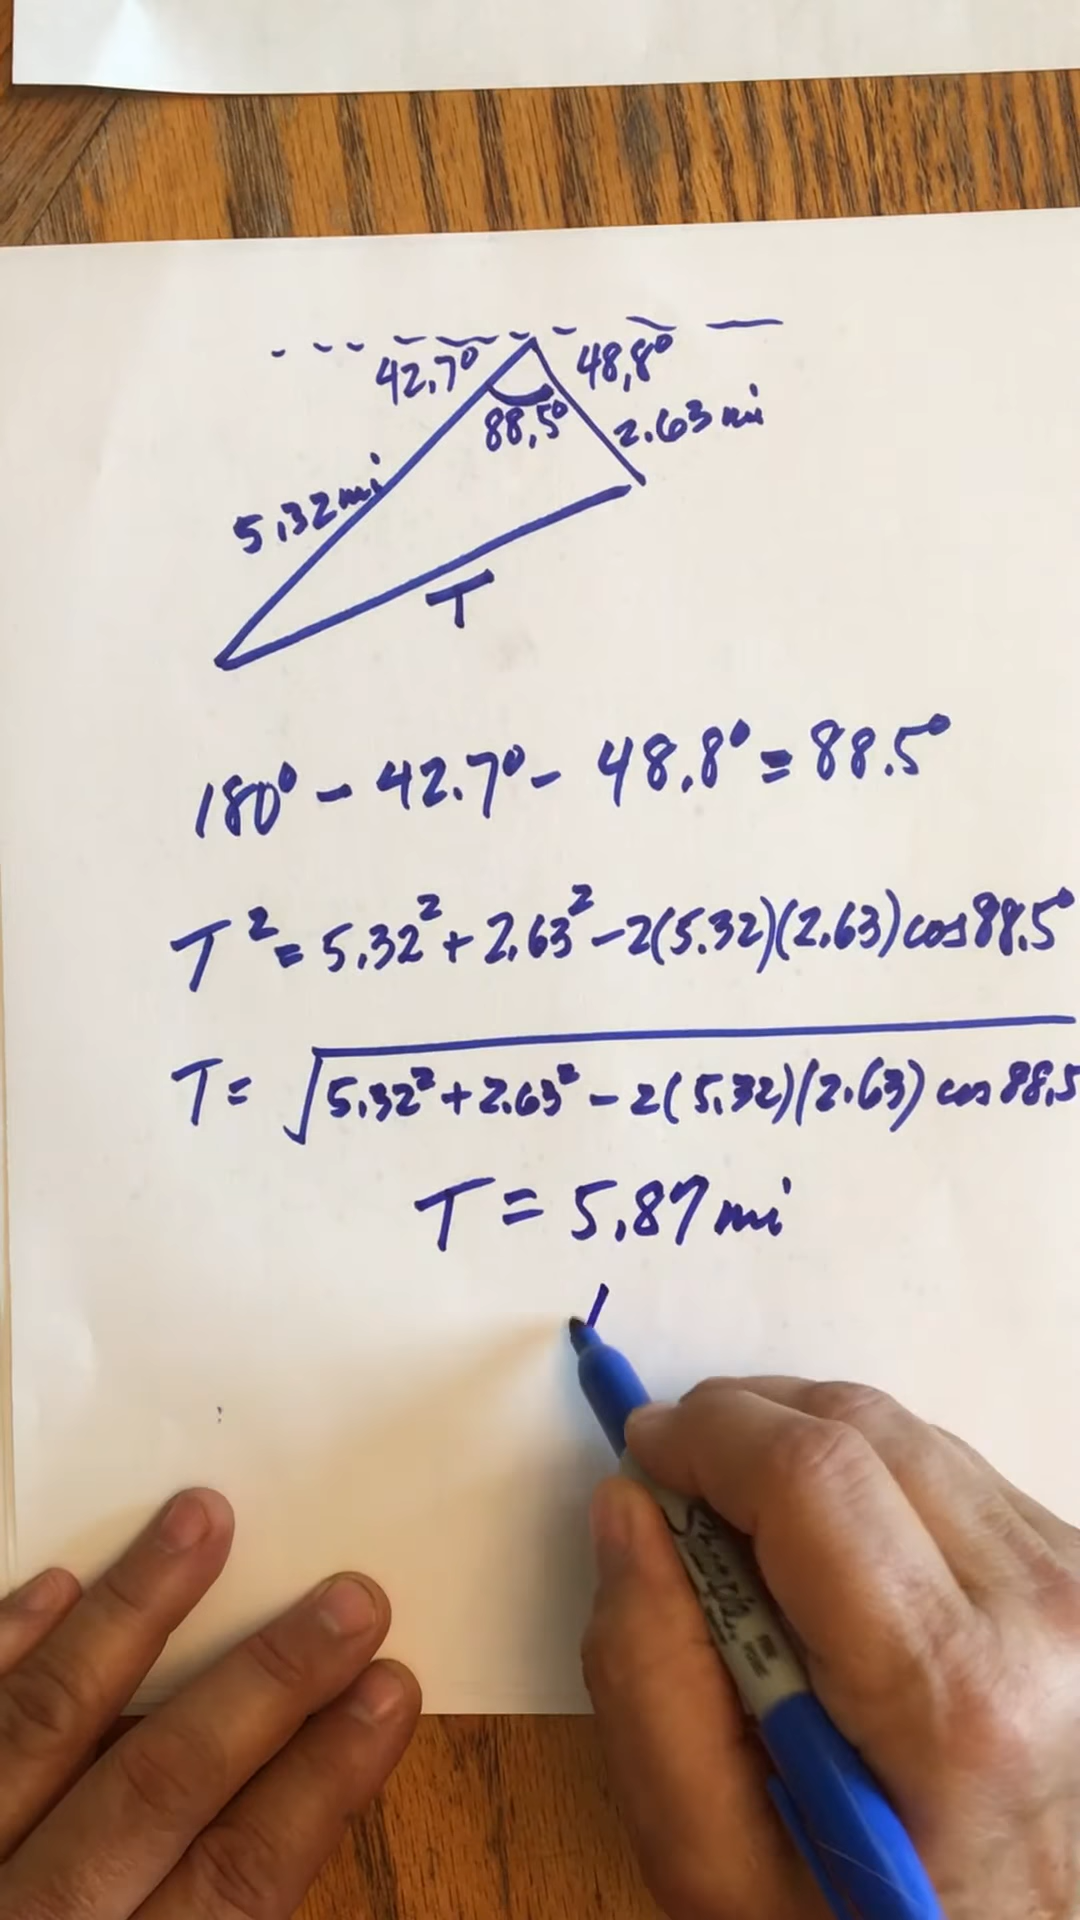 42.7° 48.8°
88.5° 2.63 mi
5.32 mi
T
180° - 42.7° - 48.8° = 88.5°
T² = 5.32² + 2.63² - 2(5.32)(2.63) cos 88.5°
T = √5.32² + 2.63² - 2(5.32)(2.63) cos 88.5
T = 5.87 mi
Sharpie